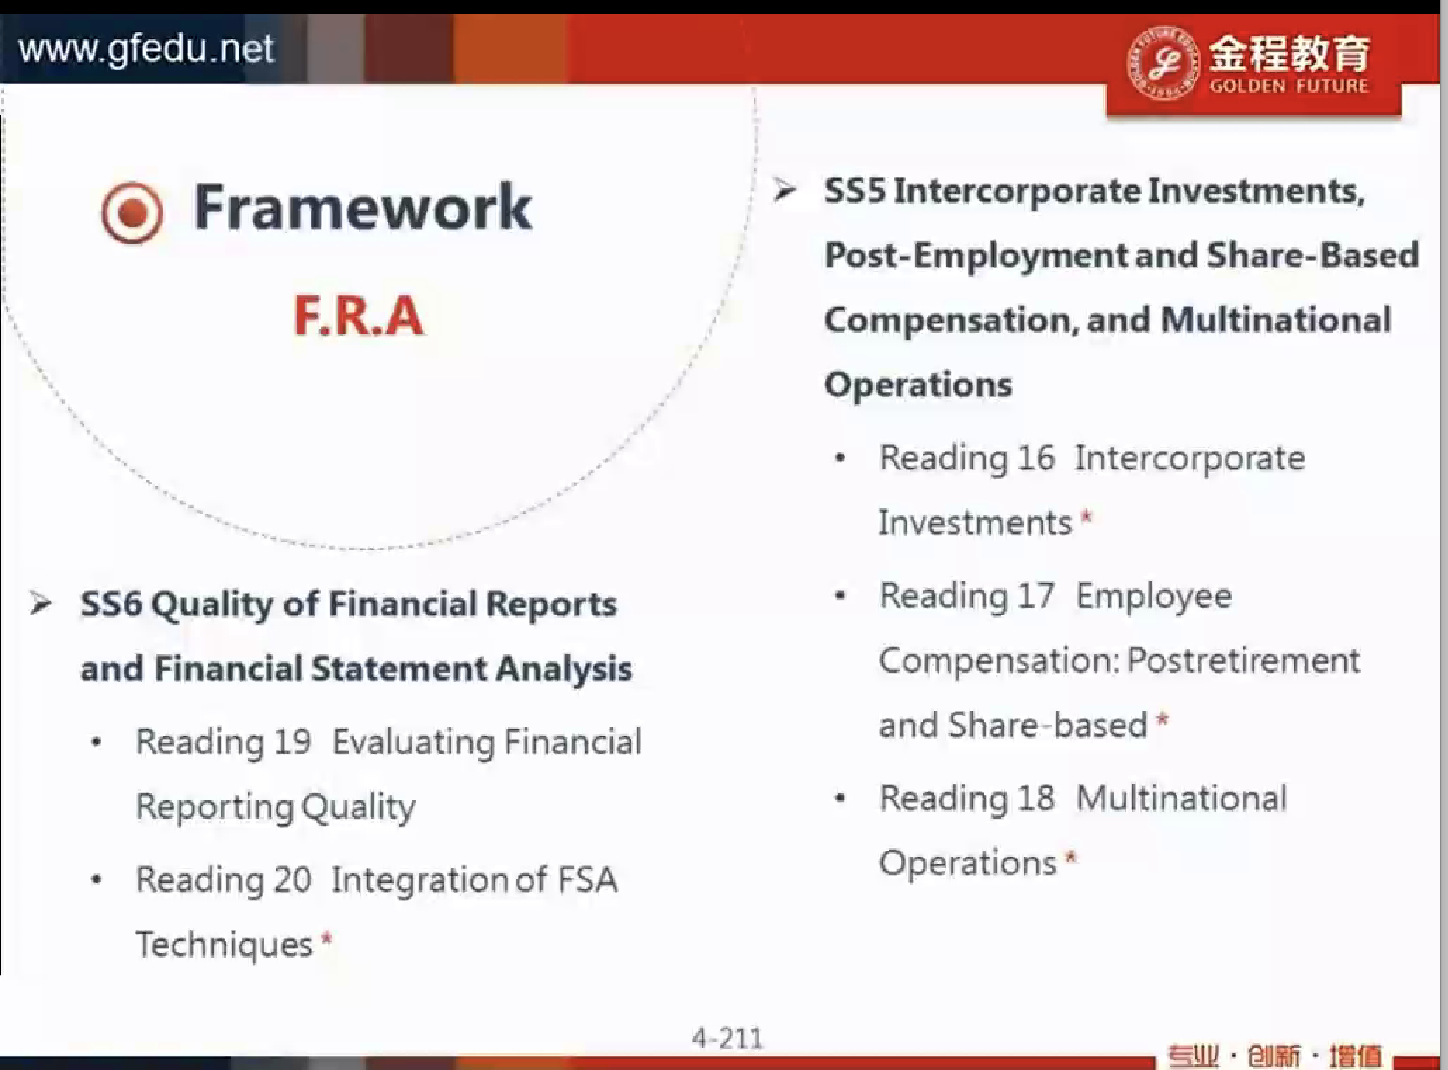 www.gfedu.net
金程教育
GOLDEN FUTURE
Framework
F.R.A
➢ SS5 Intercorporate Investments,
Post-Employment and Share-Based
Compensation, and Multinational
Operations
• Reading 16 Intercorporate
Investments *
• Reading 17 Employee
Compensation: Postretirement
and Share-based *
• Reading 18 Multinational
Operations *
➢ SS6 Quality of Financial Reports
and Financial Statement Analysis
• Reading 19 Evaluating Financial
Reporting Quality
• Reading 20 Integration of FSA
Techniques *
4-211
专业·创新·增值